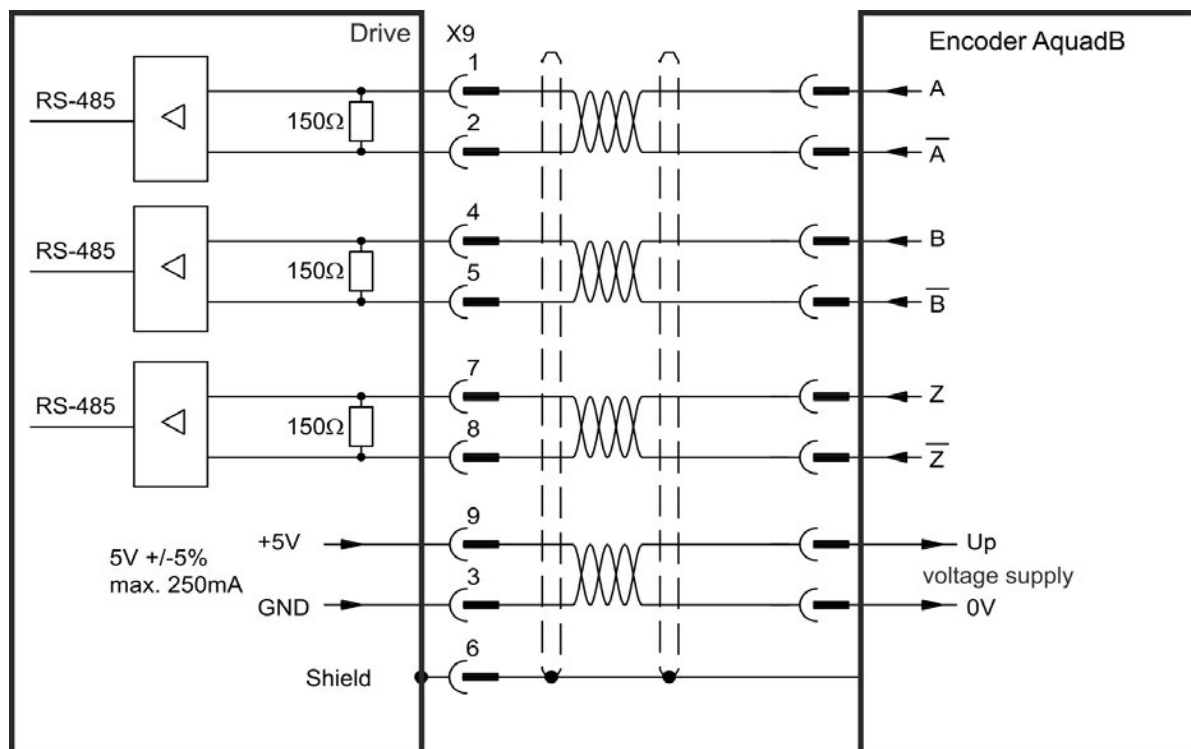 Drive
X9
Encoder AquadB
1
RS-485
150Ω
A
2
A̅
4
RS-485
150Ω
B
5
B̅
7
RS-485
150Ω
Z
8
Z̅
9
+5V
Up
5V +/-5%
max. 250mA
voltage supply
3
GND
0V
6
Shield